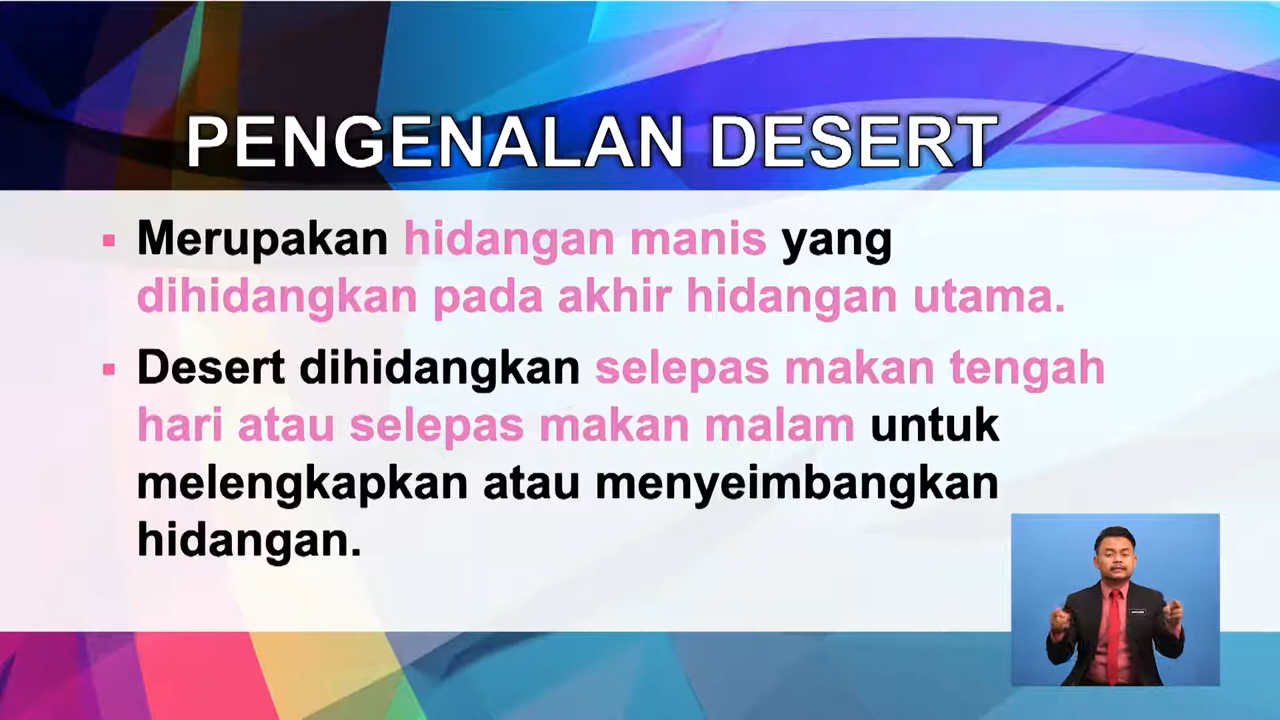 PENGENALAN DESERT
▪ Merupakan hidangan manis yang
dihidangkan pada akhir hidangan utama.
▪ Desert dihidangkan selepas makan tengah
hari atau selepas makan malam untuk
melengkapkan atau menyeimbangkan
hidangan.